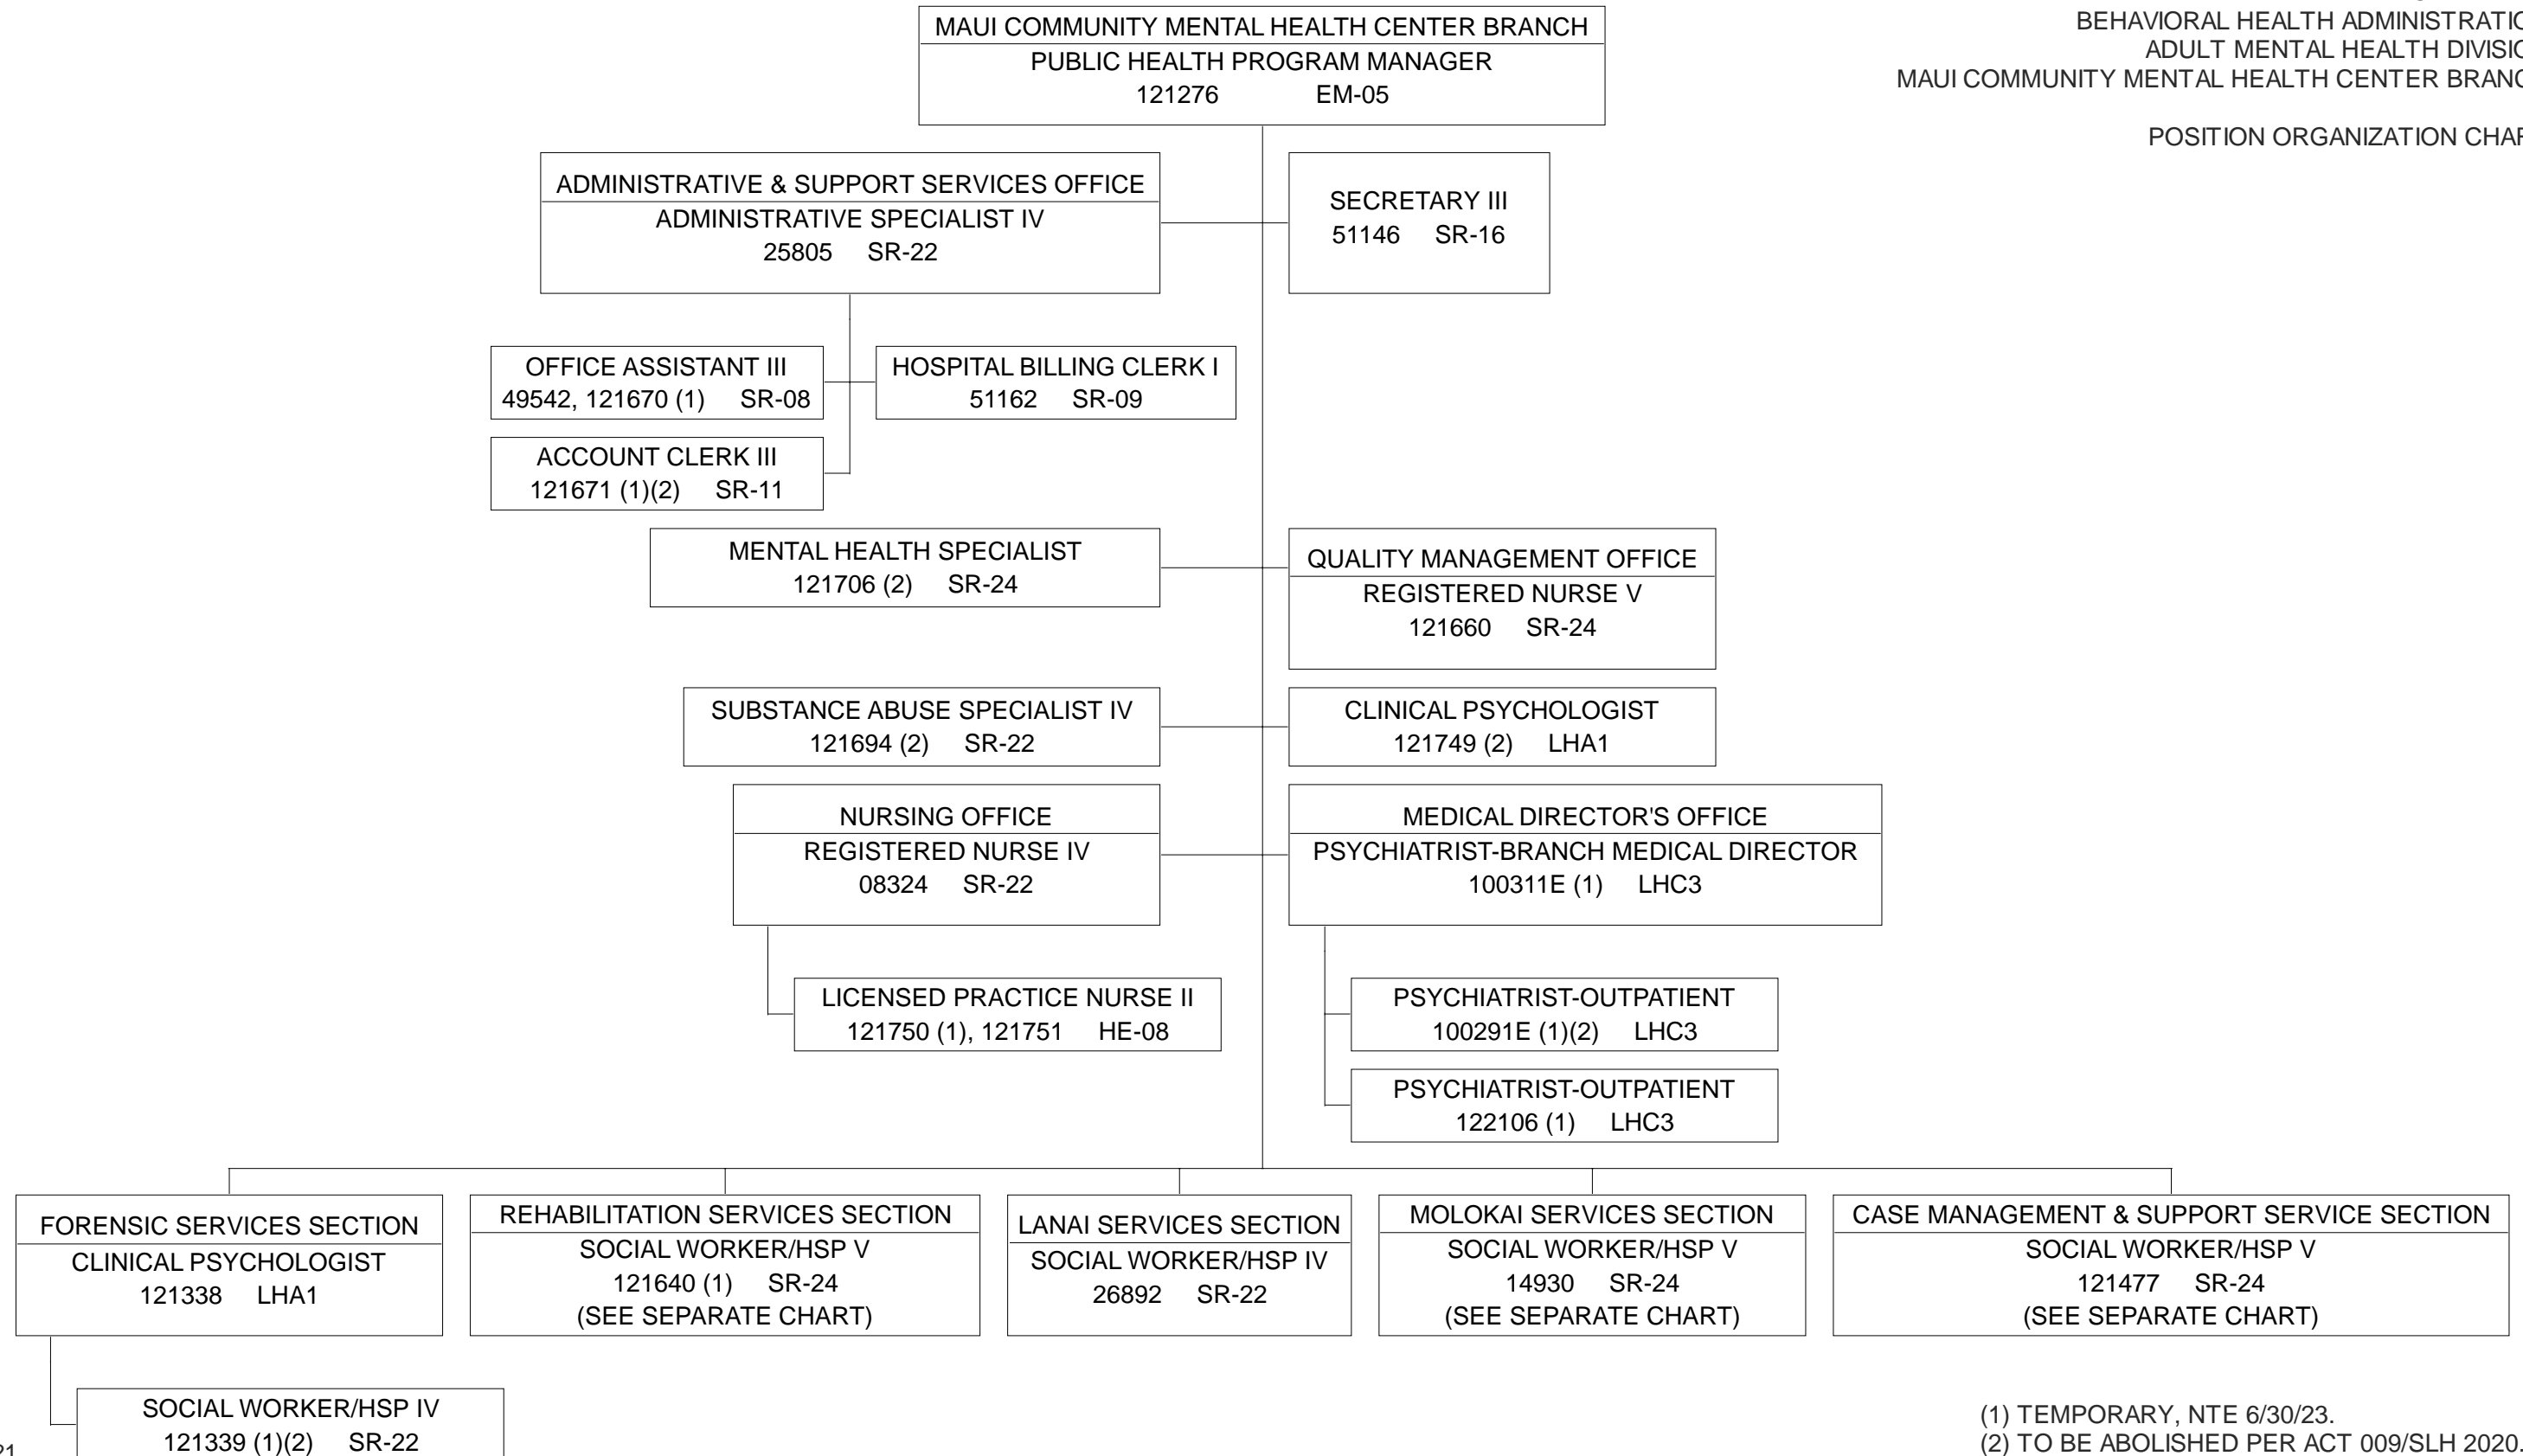 BEHAVIORAL HEALTH ADMINISTRATIO
ADULT MENTAL HEALTH DIVISIO
MAUI COMMUNITY MENTAL HEALTH CENTER BRANC
POSITION ORGANIZATION CHAR
MAUI COMMUNITY MENTAL HEALTH CENTER BRANCH
PUBLIC HEALTH PROGRAM MANAGER
121276 EM-05
ADMINISTRATIVE & SUPPORT SERVICES OFFICE
ADMINISTRATIVE SPECIALIST IV
25805 SR-22
SECRETARY III
51146 SR-16
OFFICE ASSISTANT III
49542, 121670 (1) SR-08
HOSPITAL BILLING CLERK I
51162 SR-09
ACCOUNT CLERK III
121671 (1)(2) SR-11
MENTAL HEALTH SPECIALIST
121706 (2) SR-24
QUALITY MANAGEMENT OFFICE
REGISTERED NURSE V
121660 SR-24
SUBSTANCE ABUSE SPECIALIST IV
121694 (2) SR-22
CLINICAL PSYCHOLOGIST
121749 (2) LHA1
NURSING OFFICE
REGISTERED NURSE IV
08324 SR-22
MEDICAL DIRECTOR'S OFFICE
PSYCHIATRIST-BRANCH MEDICAL DIRECTOR
100311E (1) LHC3
LICENSED PRACTICE NURSE II
121750 (1), 121751 HE-08
PSYCHIATRIST-OUTPATIENT
100291E (1)(2) LHC3
PSYCHIATRIST-OUTPATIENT
122106 (1) LHC3
FORENSIC SERVICES SECTION
CLINICAL PSYCHOLOGIST
121338 LHA1
REHABILITATION SERVICES SECTION
SOCIAL WORKER/HSP V
121640 (1) SR-24
(SEE SEPARATE CHART)
LANAI SERVICES SECTION
SOCIAL WORKER/HSP IV
26892 SR-22
MOLOKAI SERVICES SECTION
SOCIAL WORKER/HSP V
14930 SR-24
(SEE SEPARATE CHART)
CASE MANAGEMENT & SUPPORT SERVICE SECTION
SOCIAL WORKER/HSP V
121477 SR-24
(SEE SEPARATE CHART)
SOCIAL WORKER/HSP IV
121339 (1)(2) SR-22
(1) TEMPORARY, NTE 6/30/23.
(2) TO BE ABOLISHED PER ACT 009/SLH 2020.